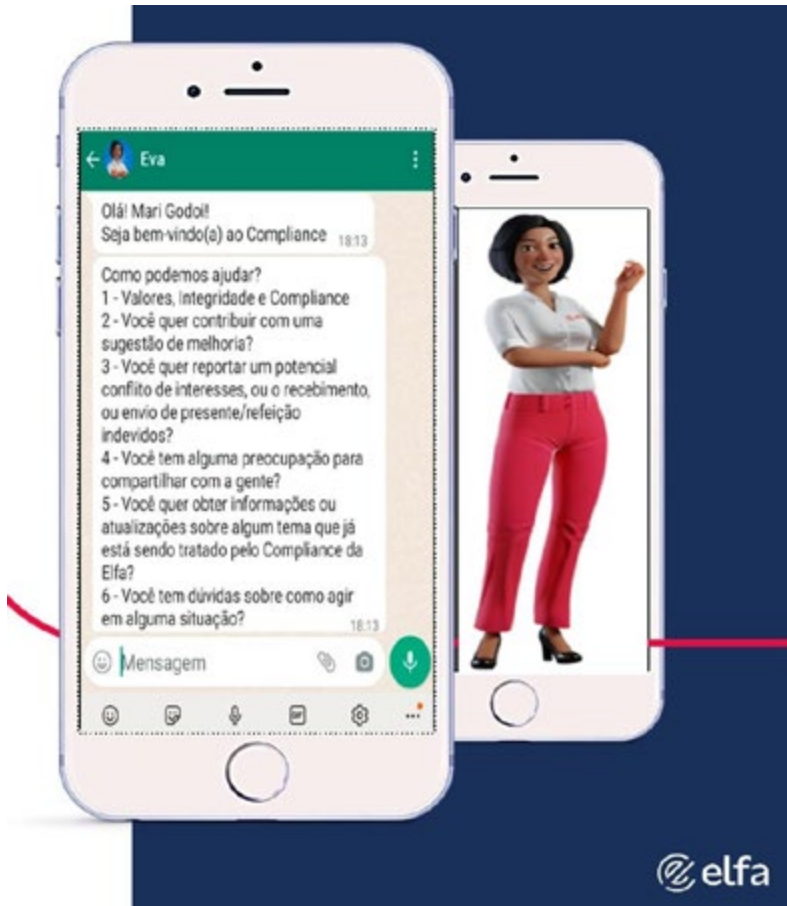 Eva
Olá! Mari Godoi!
Seja bem-vindo(a) ao Compliance 18:13
Como podemos ajudar?
1 - Valores, Integridade e Compliance
2 - Você quer contribuir com uma
sugestão de melhoria?
3 - Você quer reportar um potencial
conflito de interesses, ou o recebimento,
ou envio de presente/refeição
indevidos?
4 - Você tem alguma preocupação para
compartilhar com a gente?
5 - Você quer obter informações ou
atualizações sobre algum tema que já
está sendo tratado pelo Compliance da
Elfa?
6 - Você tem dúvidas sobre como agir
em alguma situação? 18:13
Mensagem
GIF
elfa